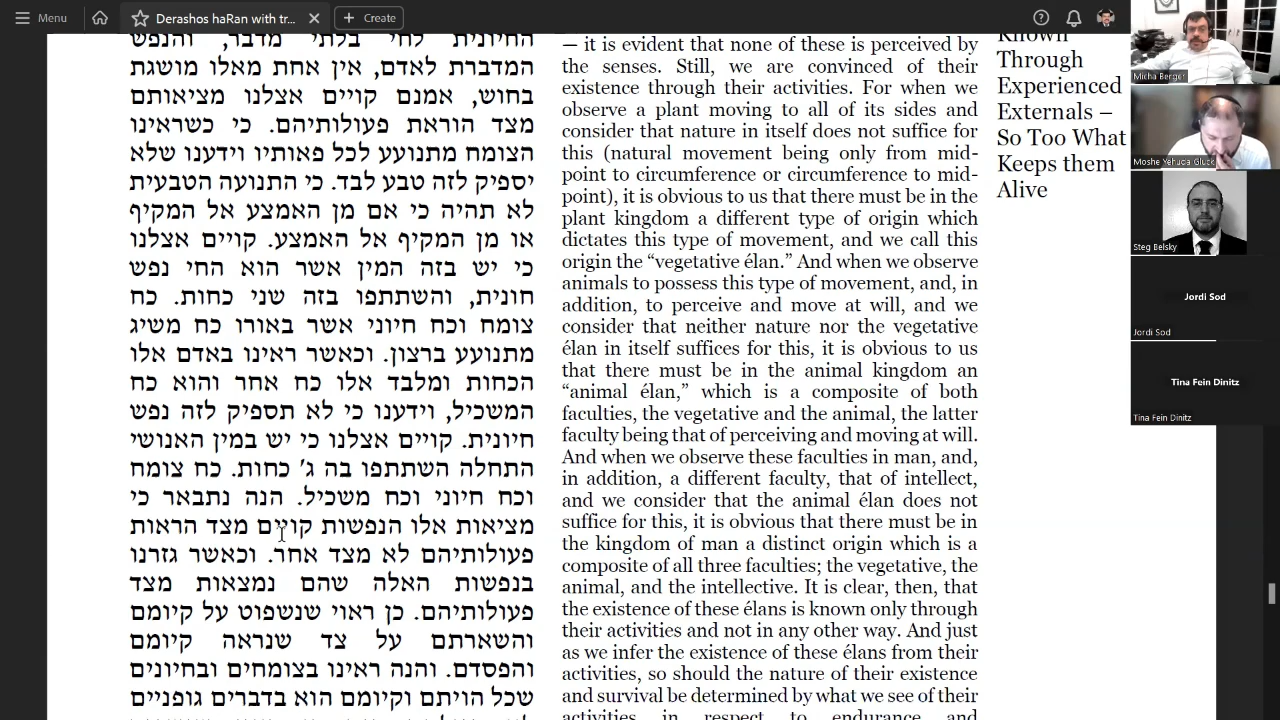 Menu
Derashos haRan with tr...
Create
החיונית לחי בלתי מדבר, והנפש
המדברת לאדם, אין אחת מאלו מושגת
בחוש, אמנם קויים אצלנו מציאותם
מצד הוראת פעולותיהם. כי כשראינו
הצומח מתנועע לכל פאותיו וידענו שלא
יספיק לזה טבע לבד. כי התנועה הטבעית
לא תהיה כי אם מן האמצע אל המקיף
או מן המקיף אל האמצע. קויים אצלנו
כי יש בזה המין אשר הוא החי נפש
חונית, והשתתפו בזה שני כחות. כח
צומח וכח חיוני אשר באורו כח משיג
מתנועע ברצון. וכאשר ראינו באדם אלו
הכחות ומלבד אלו כח אחר והוא כח
המשכיל, וידענו כי לא תספיק לזה נפש
חיונית. קויים אצלנו כי יש במין האנושי
התחלה השתתפו בה ג' כחות. כח צומח
וכח חיוני וכח משכיל. הנה נתבאר כי
מציאות אלו הנפשות קויים מצד הראות
פעולותיהם לא מצד אחר. וכאשר גזרנו
בנפשות האלה שהם נמצאות מצד
פעולותיהם. כן ראוי שנשפוט על קיומם
והשארתם על צד שנראה קיומם
והפסדם. והנה ראינו בצומחים ובחיונים
שכל הויתם וקיומם הוא בדברים גופניים
— it is evident that none of these is perceived by
the senses. Still, we are convinced of their
existence through their activities. For when we
observe a plant moving to all of its sides and
consider that nature in itself does not suffice for
this (natural movement being only from mid-
point to circumference or circumference to mid-
point), it is obvious to us that there must be in the
plant kingdom a different type of origin which
dictates this type of movement, and we call this
origin the “vegetative élan.” And when we observe
animals to possess this type of movement, and, in
addition, to perceive and move at will, and we
consider that neither nature nor the vegetative
élan in itself suffices for this, it is obvious to us
that there must be in the animal kingdom an
“animal élan,” which is a composite of both
faculties, the vegetative and the animal, the latter
faculty being that of perceiving and moving at will.
And when we observe these faculties in man, and,
in addition, a different faculty, that of intellect,
and we consider that the animal élan does not
suffice for this, it is obvious that there must be in
the kingdom of man a distinct origin which is a
composite of all three faculties; the vegetative, the
animal, and the intellective. It is clear, then, that
the existence of these élans is known only through
their activities and not in any other way. And just
as we infer the existence of these élans from their
activities, so should the nature of their existence
and survival be determined by what we see of their
activities in respect to endurance and
Known
Through
Experienced
Externals –
So Too What
Keeps them
Alive
Micha Berger
Moshe Yehuda Gluck
Steg Belsky
Jordi Sod
Jordi Sod
Tina Fein Dinitz
Tina Fein Dinitz